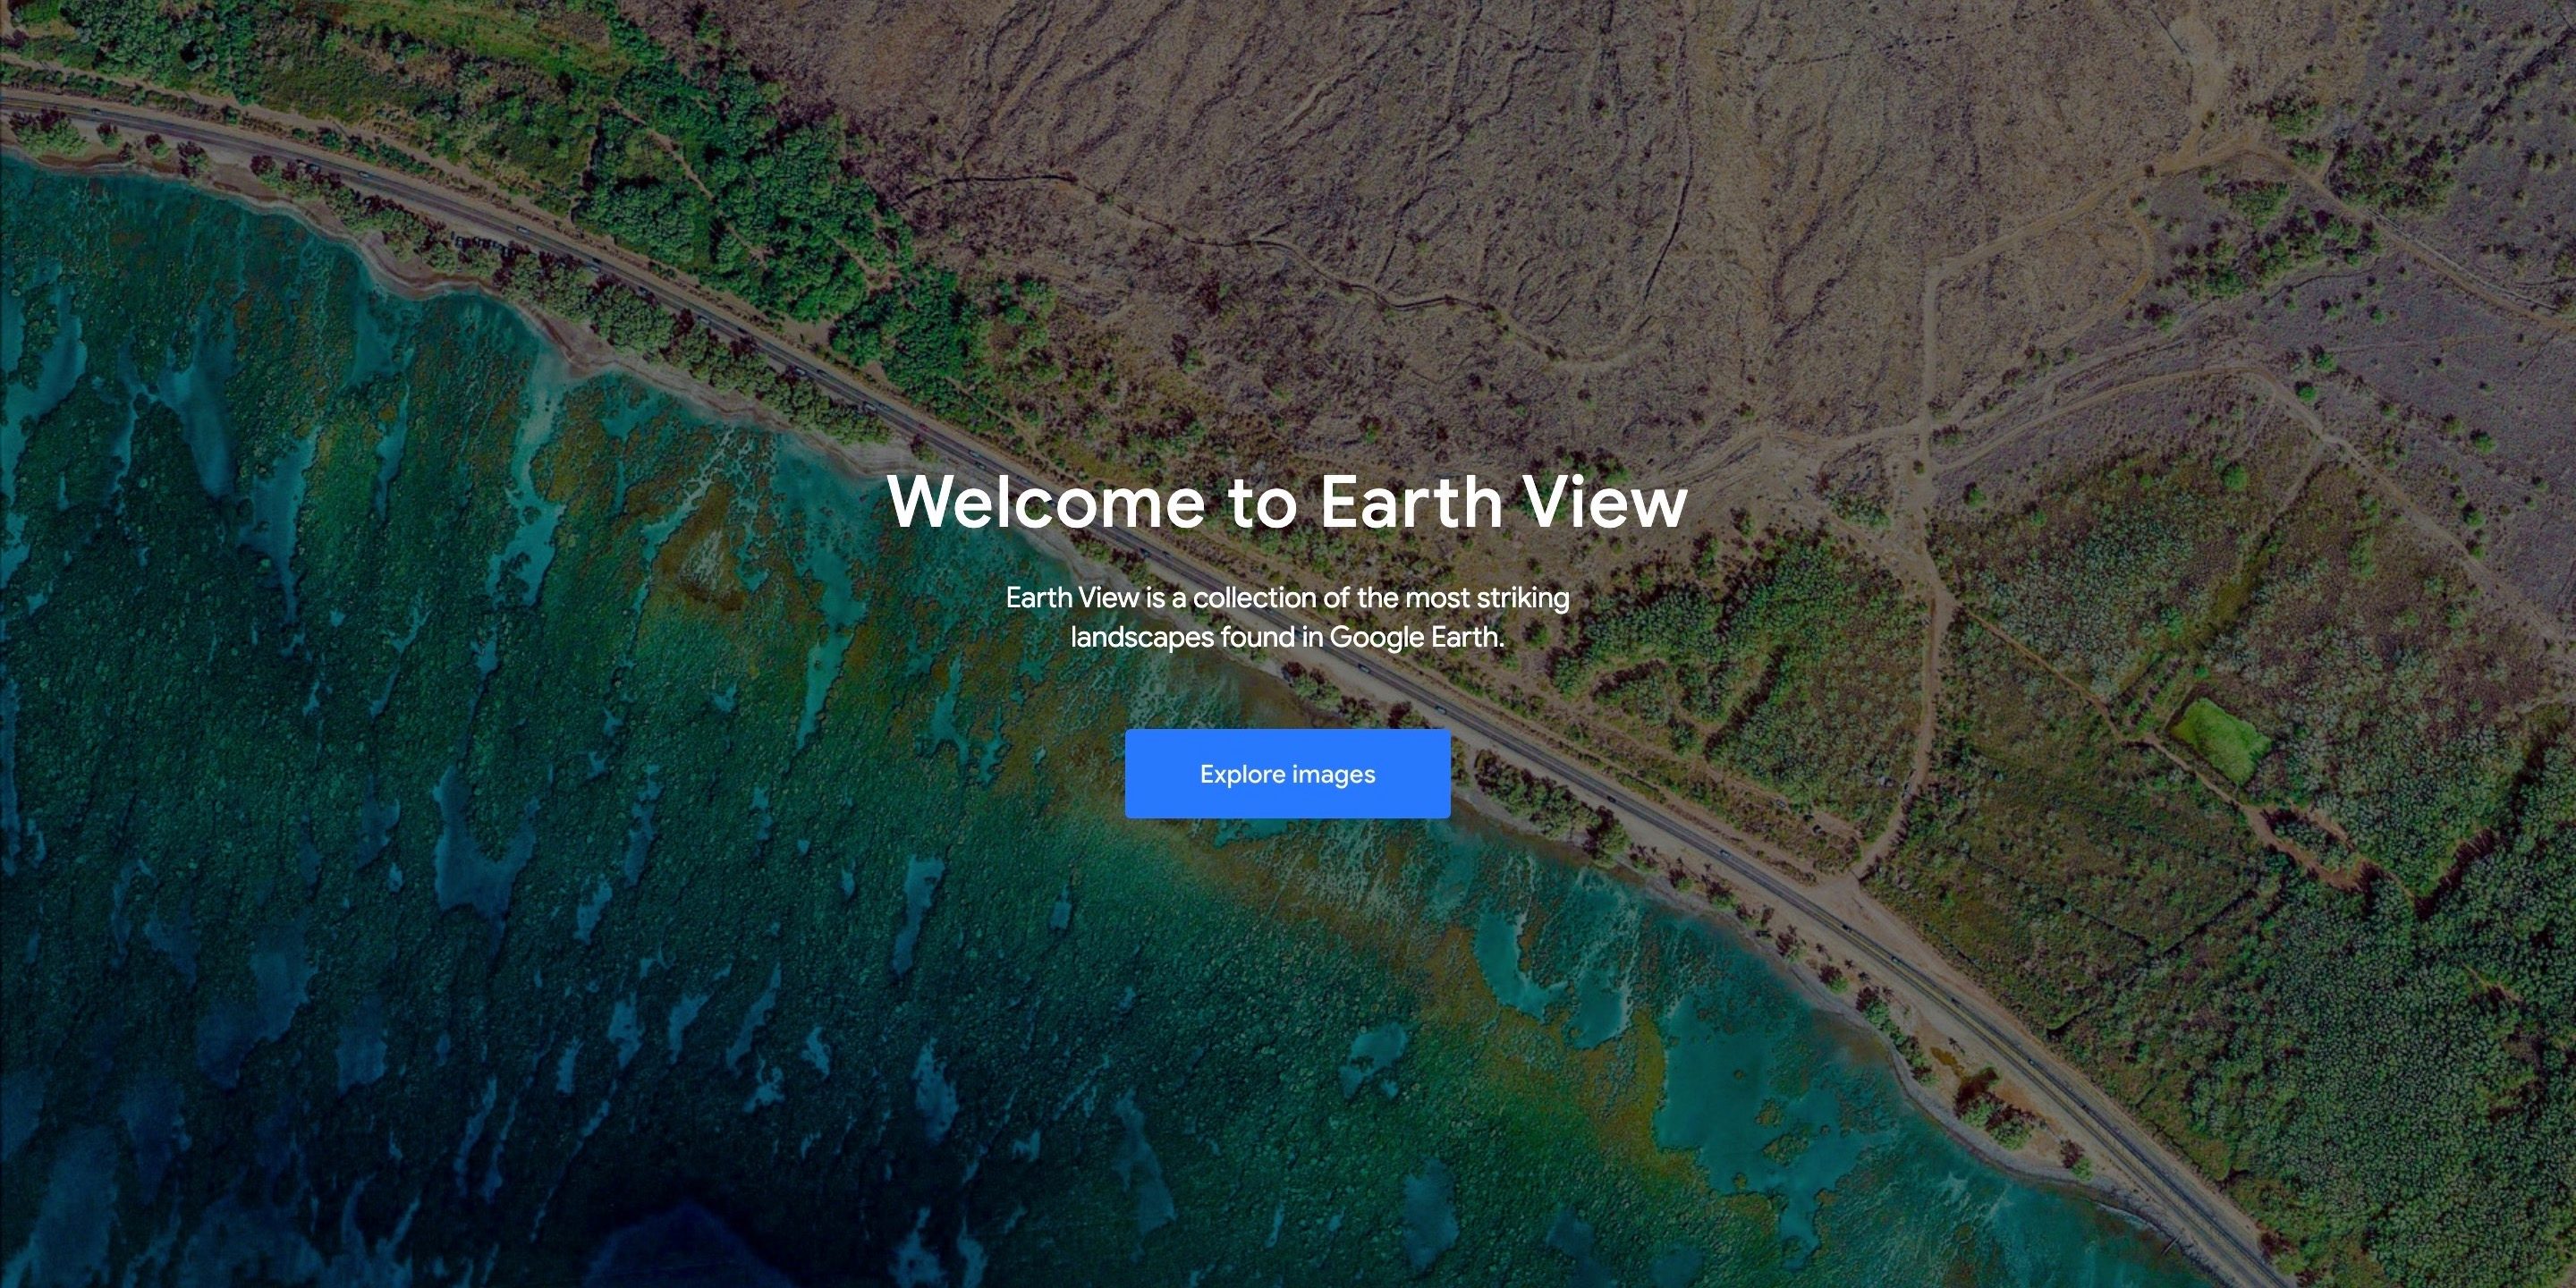 Welcome to Earth View
Earth View is a collection of the most striking
landscapes found in Google Earth.
Explore images